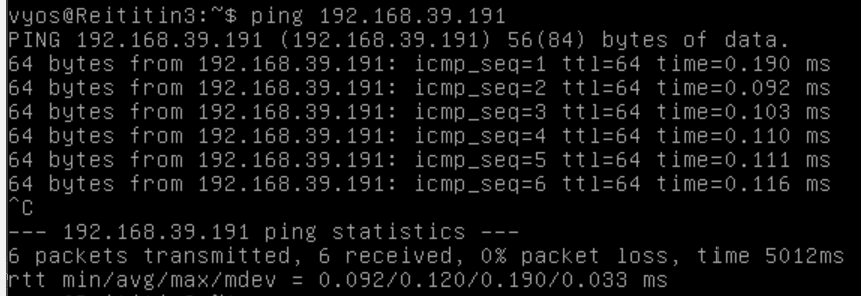 vyos@Reititin3:~$ ping 192.168.39.191
PING 192.168.39.191 (192.168.39.191) 56(84) bytes of data.
64 bytes from 192.168.39.191: icmp_seq=1 ttl=64 time=0.190 ms
64 bytes from 192.168.39.191: icmp_seq=2 ttl=64 time=0.092 ms
64 bytes from 192.168.39.191: icmp_seq=3 ttl=64 time=0.103 ms
64 bytes from 192.168.39.191: icmp_seq=4 ttl=64 time=0.110 ms
64 bytes from 192.168.39.191: icmp_seq=5 ttl=64 time=0.111 ms
64 bytes from 192.168.39.191: icmp_seq=6 ttl=64 time=0.116 ms
^C
--- 192.168.39.191 ping statistics ---
6 packets transmitted, 6 received, 0% packet loss, time 5012ms
rtt min/avg/max/mdev = 0.092/0.120/0.190/0.033 ms